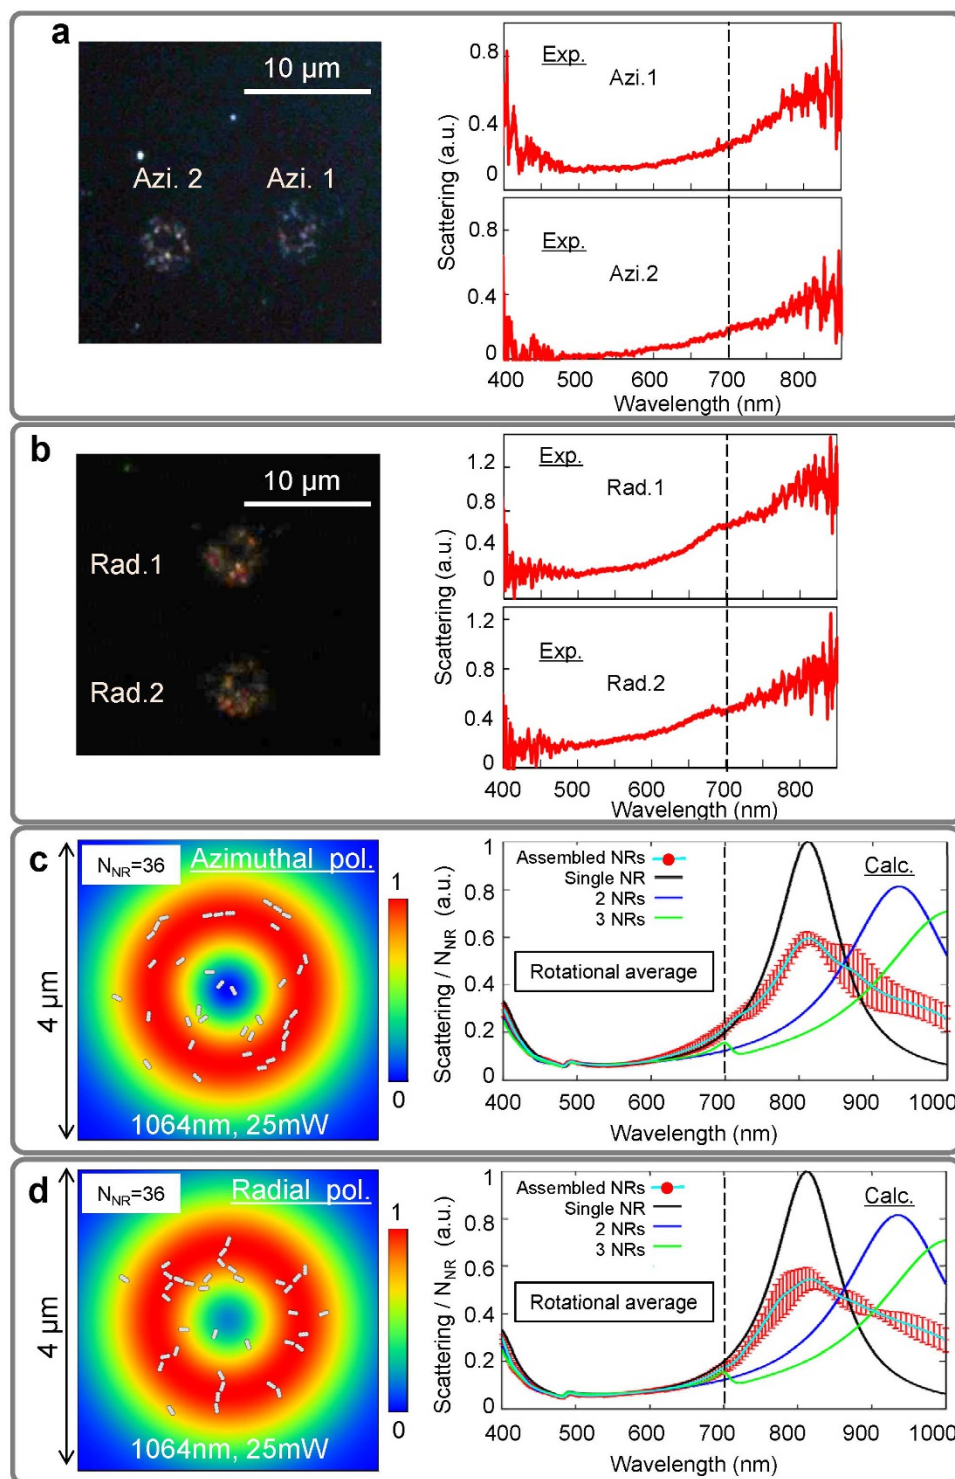 a
10 µm
Azi. 2 Azi. 1
Exp.
Azi.1
0.8
0.4
0
Exp.
Azi.2
0.8
0.4
0
Scattering (a.u.)
400 500 600 700 800
Wavelength (nm)
b
10 µm
Rad.1
Rad.2
Exp.
Rad.1
1.2
0.8
0.4
0
Exp.
Rad.2
1.2
0.8
0.4
0
Scattering (a.u.)
400 500 600 700 800
Wavelength (nm)
c
4 µm
N_NR=36
Azimuthal pol.
1064nm, 25mW
1
0
Scattering / N_NR (a.u.)
1
0.8
0.6
0.4
0.2
0
Assembled NRs
Single NR
2 NRs
3 NRs
Calc.
Rotational average
400 500 600 700 800 900 1000
Wavelength (nm)
d
4 µm
N_NR=36
Radial pol.
1064nm, 25mW
1
0
Scattering / N_NR (a.u.)
1
0.8
0.6
0.4
0.2
0
Assembled NRs
Single NR
2 NRs
3 NRs
Calc.
Rotational average
400 500 600 700 800 900 1000
Wavelength (nm)